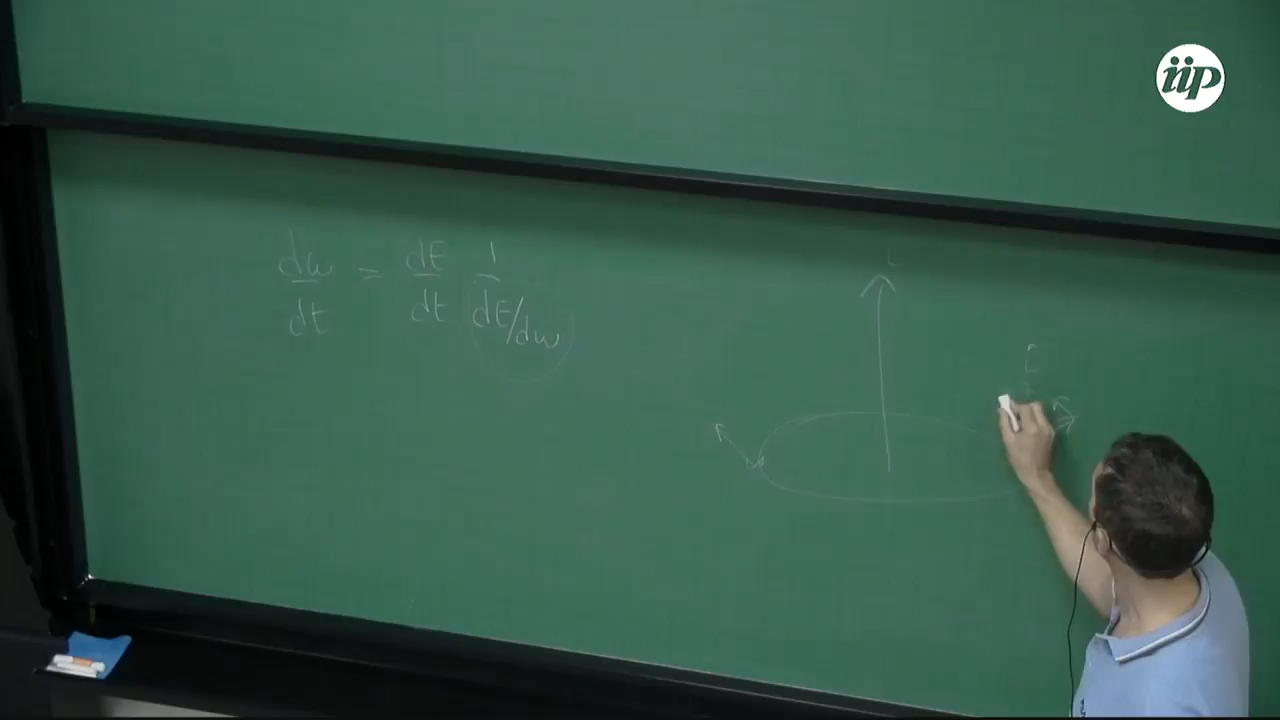 iip
dω/dt = dE/dt 1/(dE/dω)
L